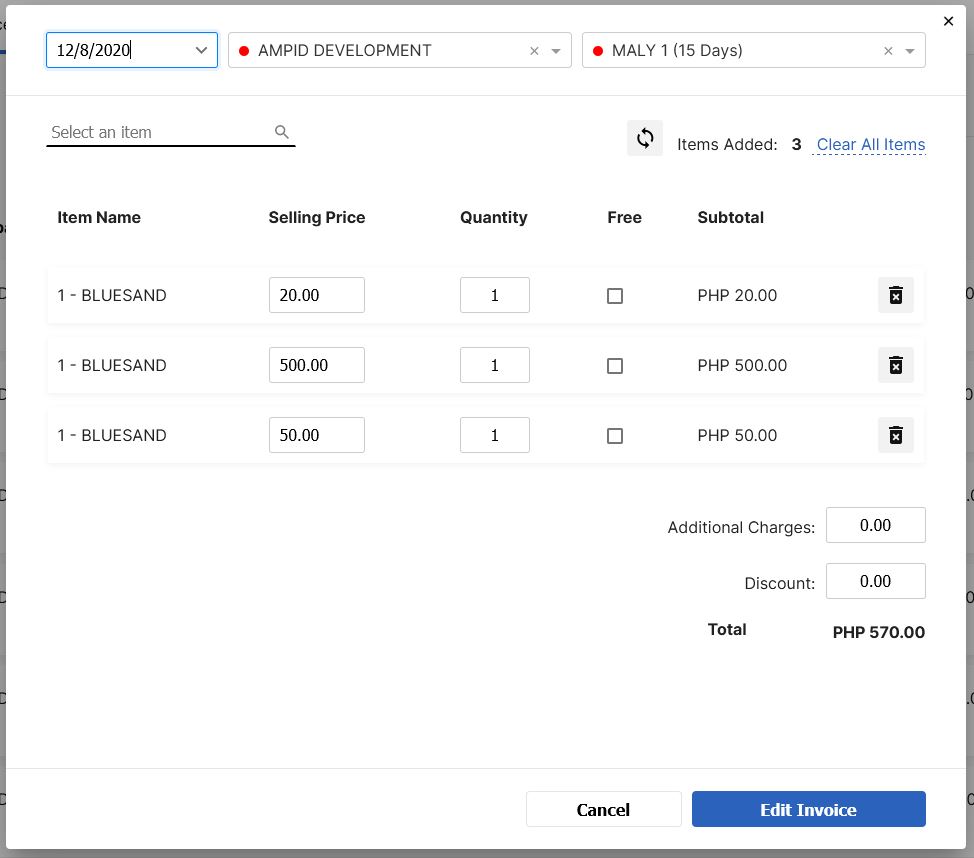 12/8/2020 AMPID DEVELOPMENT MALY 1 (15 Days)
Select an item
Items Added: 3 Clear All Items
Item Name Selling Price Quantity Free Subtotal
1 - BLUESAND 20.00 1 PHP 20.00
1 - BLUESAND 500.00 1 PHP 500.00
1 - BLUESAND 50.00 1 PHP 50.00
Additional Charges: 0.00
Discount: 0.00
Total PHP 570.00
Cancel Edit Invoice